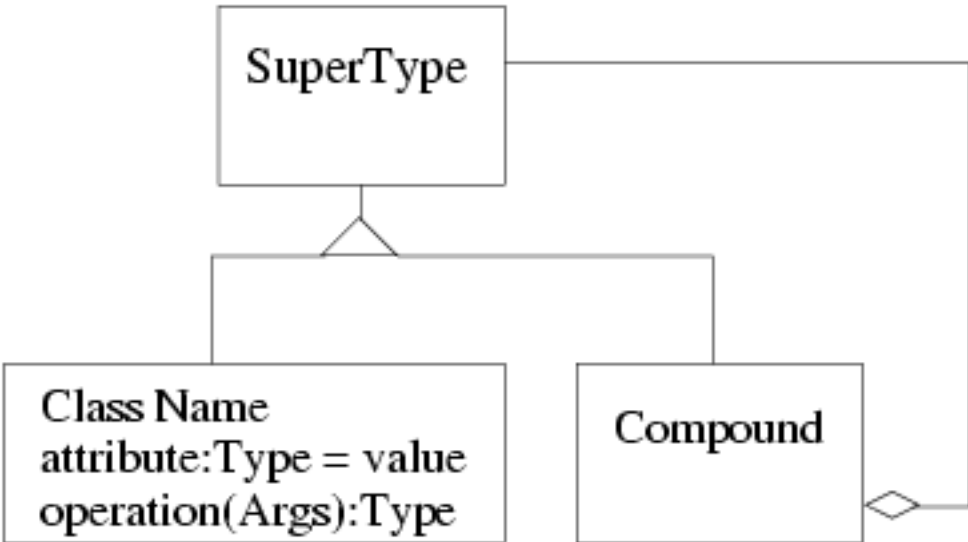 SuperType
Class Name
attribute:Type = value
operation(Args):Type
Compound